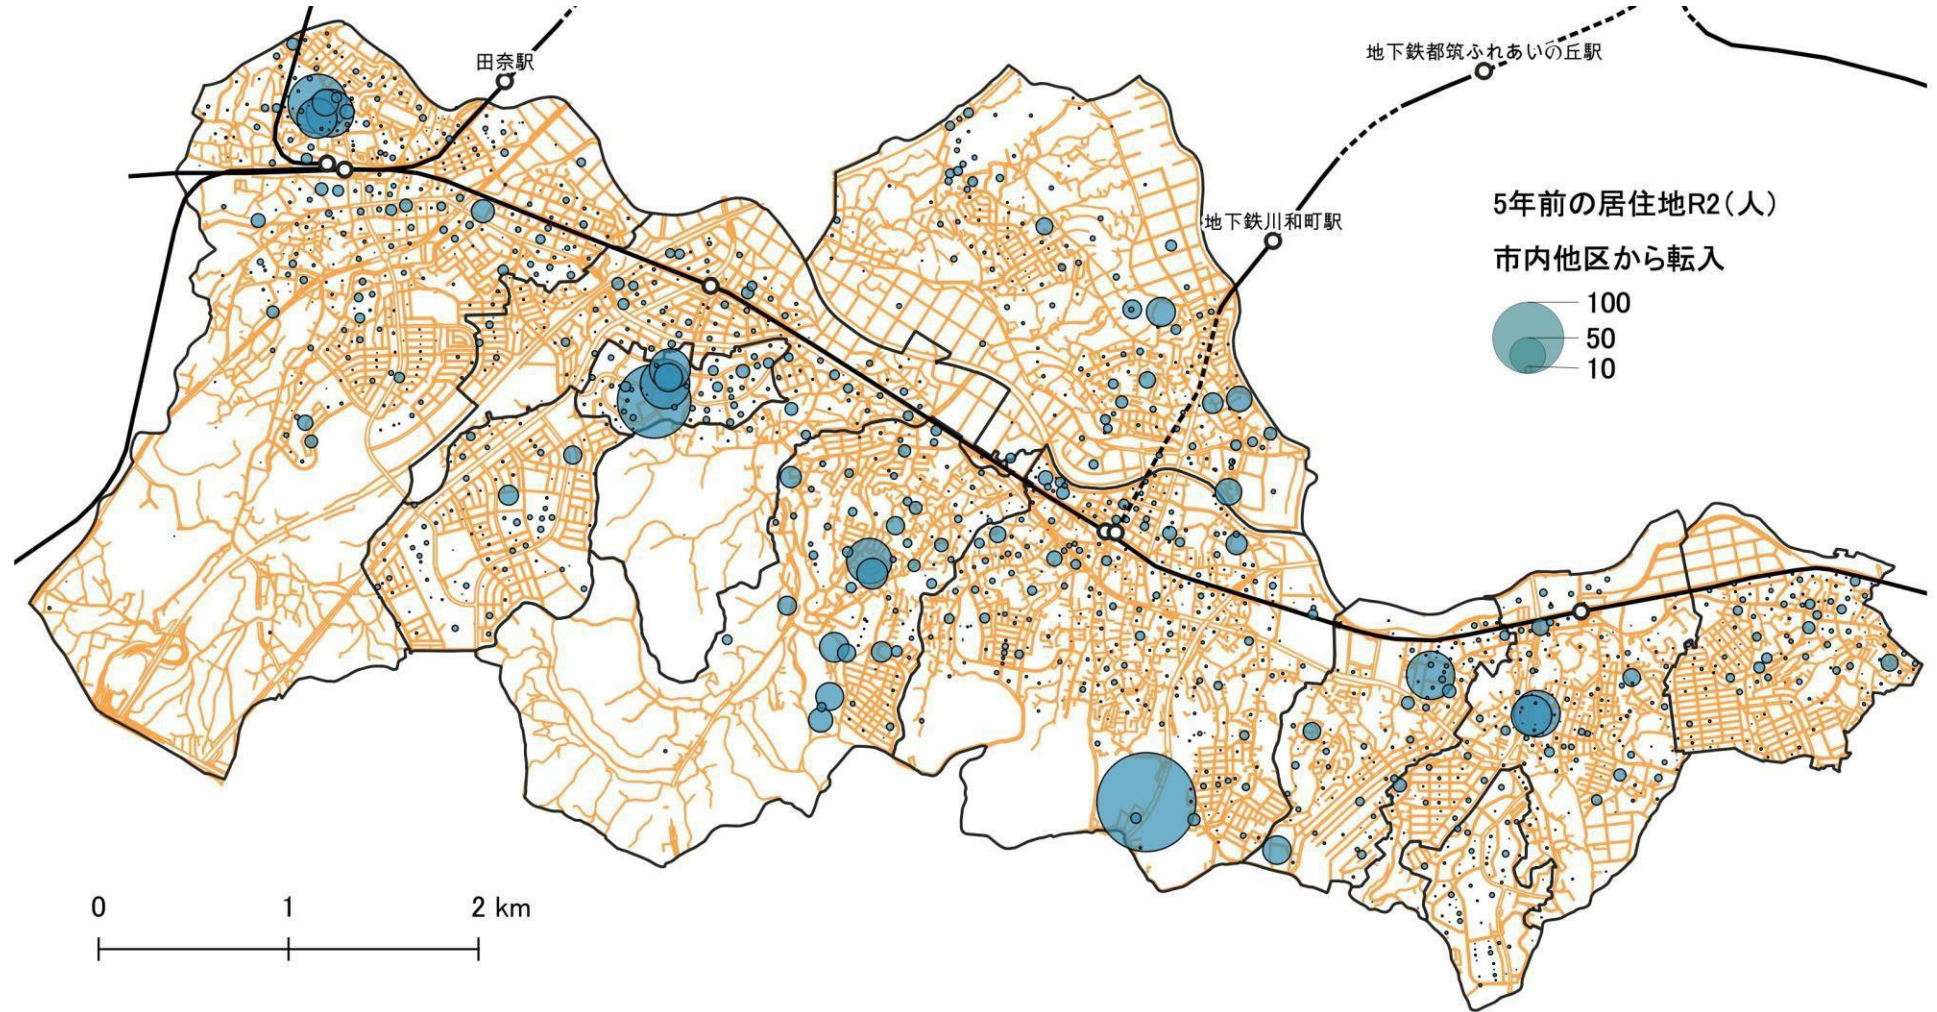 地下鉄都筑ふれあいの丘駅
田奈駅
5年前の居住地R2(人)
地下鉄川和町駅
市内他区から転入
100
50
10
0 1 2 km